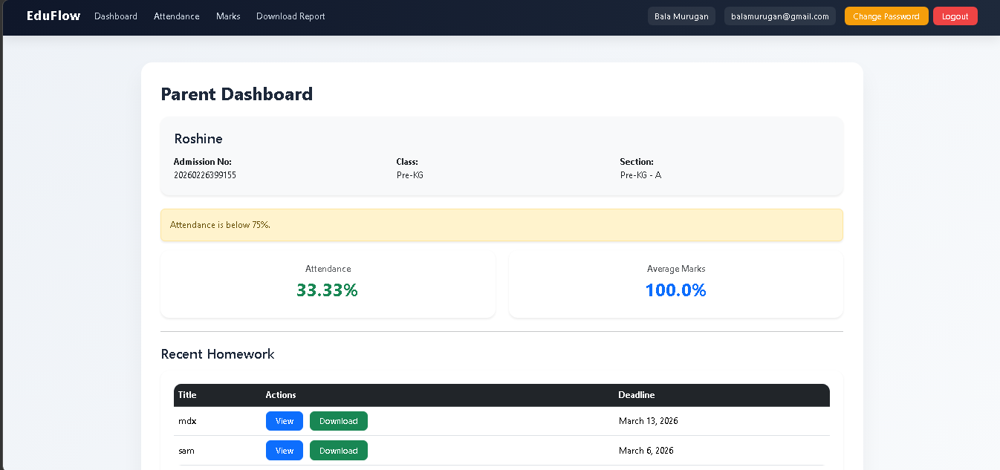 EduFlow Dashboard Attendance Marks Download Report Bala Murugan balamurugan@gmail.com Change Password Logout
Parent Dashboard
Roshine
Admission No: Class: Section:
20260226399155 Pre-KG Pre-KG - A
Attendance is below 75%.
Attendance Average Marks
33.33% 100.0%
Recent Homework
Title Actions Deadline
mdx View Download March 13, 2026
sam View Download March 6, 2026